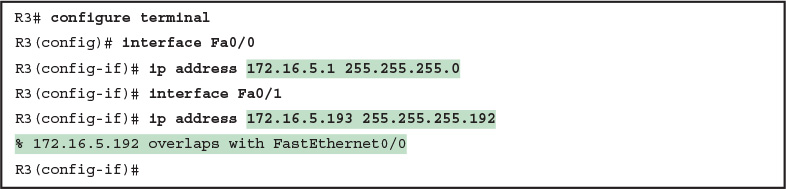 R3# configure terminal
R3(config)# interface Fa0/0
R3(config-if)# ip address 172.16.5.1 255.255.255.0
R3(config-if)# interface Fa0/1
R3(config-if)# ip address 172.16.5.193 255.255.255.192
% 172.16.5.192 overlaps with FastEthernet0/0
R3(config-if)#